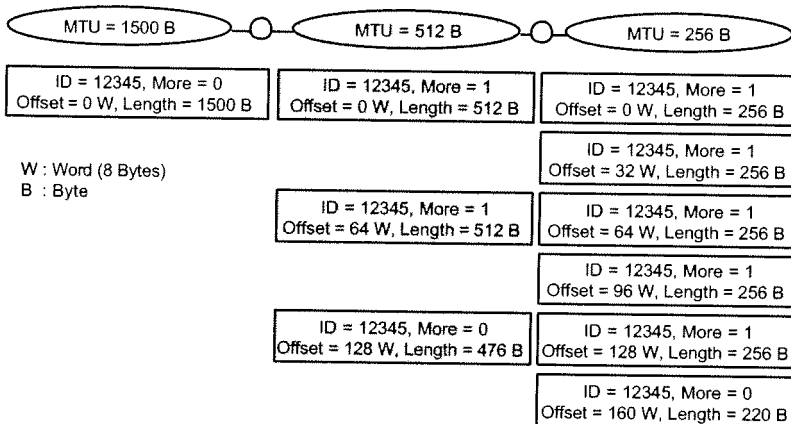 MTU = 1500 B
MTU = 512 B
MTU = 256 B
ID = 12345, More = 0
Offset = 0 W, Length = 1500 B
ID = 12345, More = 1
Offset = 0 W, Length = 512 B
ID = 12345, More = 1
Offset = 0 W, Length = 256 B
W : Word (8 Bytes)
B : Byte
ID = 12345, More = 1
Offset = 32 W, Length = 256 B
ID = 12345, More = 1
Offset = 64 W, Length = 512 B
ID = 12345, More = 1
Offset = 64 W, Length = 256 B
ID = 12345, More = 1
Offset = 96 W, Length = 256 B
ID = 12345, More = 0
Offset = 128 W, Length = 476 B
ID = 12345, More = 1
Offset = 128 W, Length = 256 B
ID = 12345, More = 0
Offset = 160 W, Length = 220 B